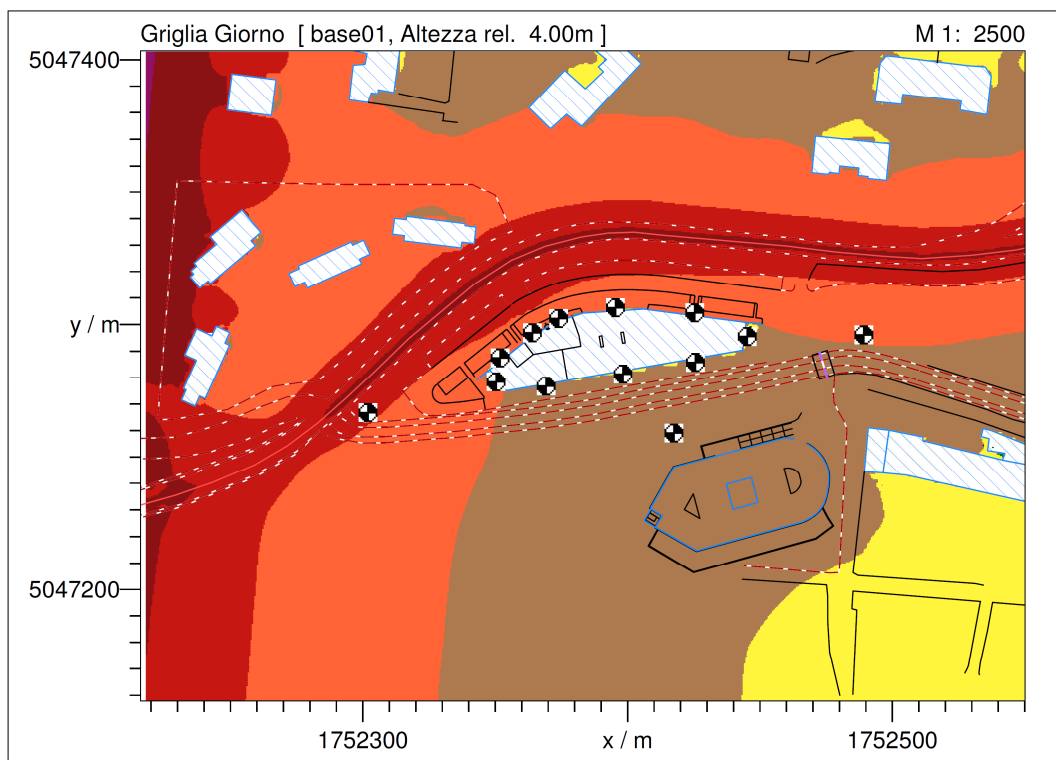 Griglia Giorno [ base01, Altezza rel. 4.00m ] M 1: 2500
5047400
y / m
5047200
1752300 x / m 1752500